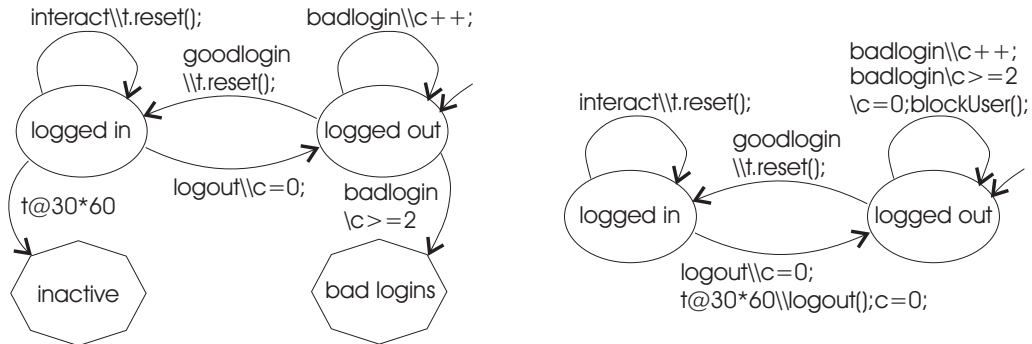 interact\\t.reset();
badlogin\\c++;
goodlogin
\\t.reset();
logged in
logged out
logout\\c=0;
badlogin
\c>=2
t@30*60
inactive
bad logins
badlogin\\c++;
badlogin\c>=2
\c=0;blockUser();
interact\\t.reset();
goodlogin
\\t.reset();
logged in
logged out
logout\\c=0;
t@30*60\\logout();c=0;